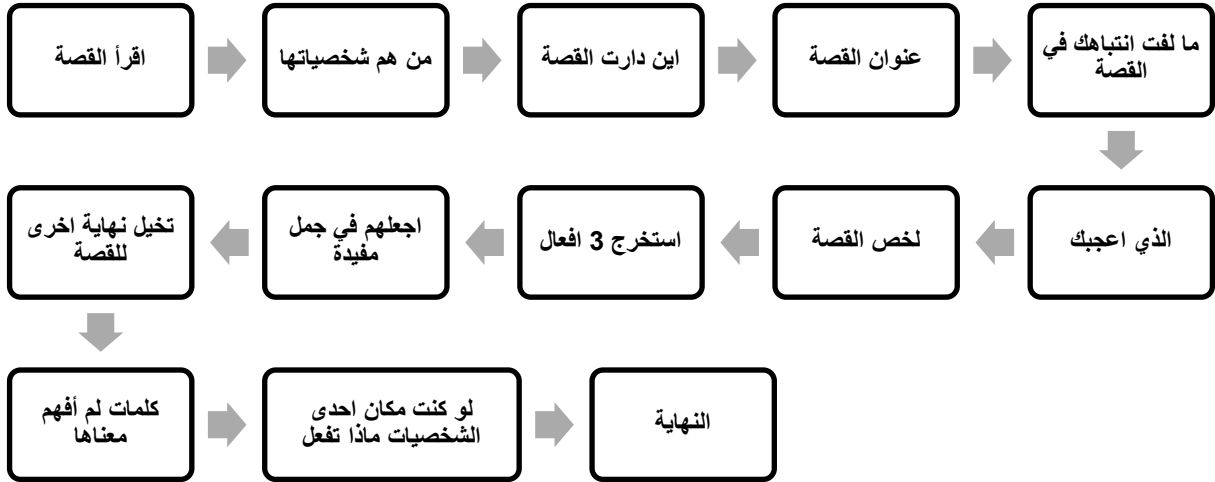 اقرأ القصة
من هم شخصياتها
اين دارت القصة
عنوان القصة
ما لفت انتباهك في
القصة
الذي اعجبك
لخص القصة
استخرج 3 افعال
اجعلهم في جمل
مفيدة
تخيل نهاية اخرى
للقصة
كلمات لم أفهم
معناها
لو كنت مكان احدى
الشخصيات ماذا تفعل
النهاية